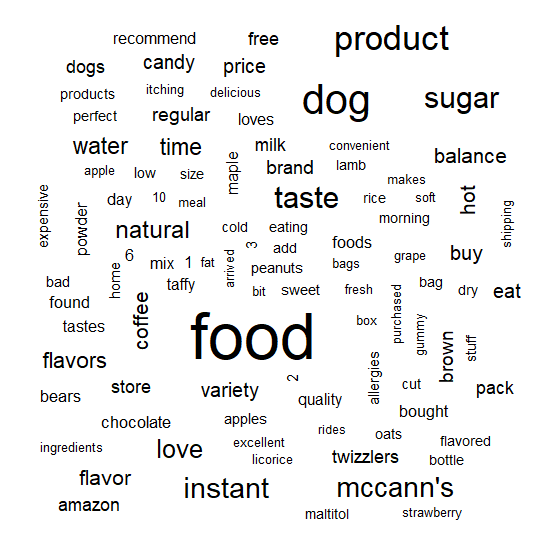 recommend free product
dogs candy price
products itching delicious dog sugar
perfect regular loves
water time milk convenient balance
apple low size maple brand lamb
expensive powder day 10 meal taste rice makes soft hot shipping
natural cold eating morning
6 3 add foods grape buy
home mix 1 fat arrived peanuts bags
bad taffy bit sweet fresh bag dry eat
found coffee purchased
tastes food box gummy
flavors allergies brown stuff
bears store variety 2 quality cut pack
chocolate apples bought
ingredients love excellent rides oats flavored
licorice twizzlers bottle
flavor instant mccann's
amazon maltitol strawberry